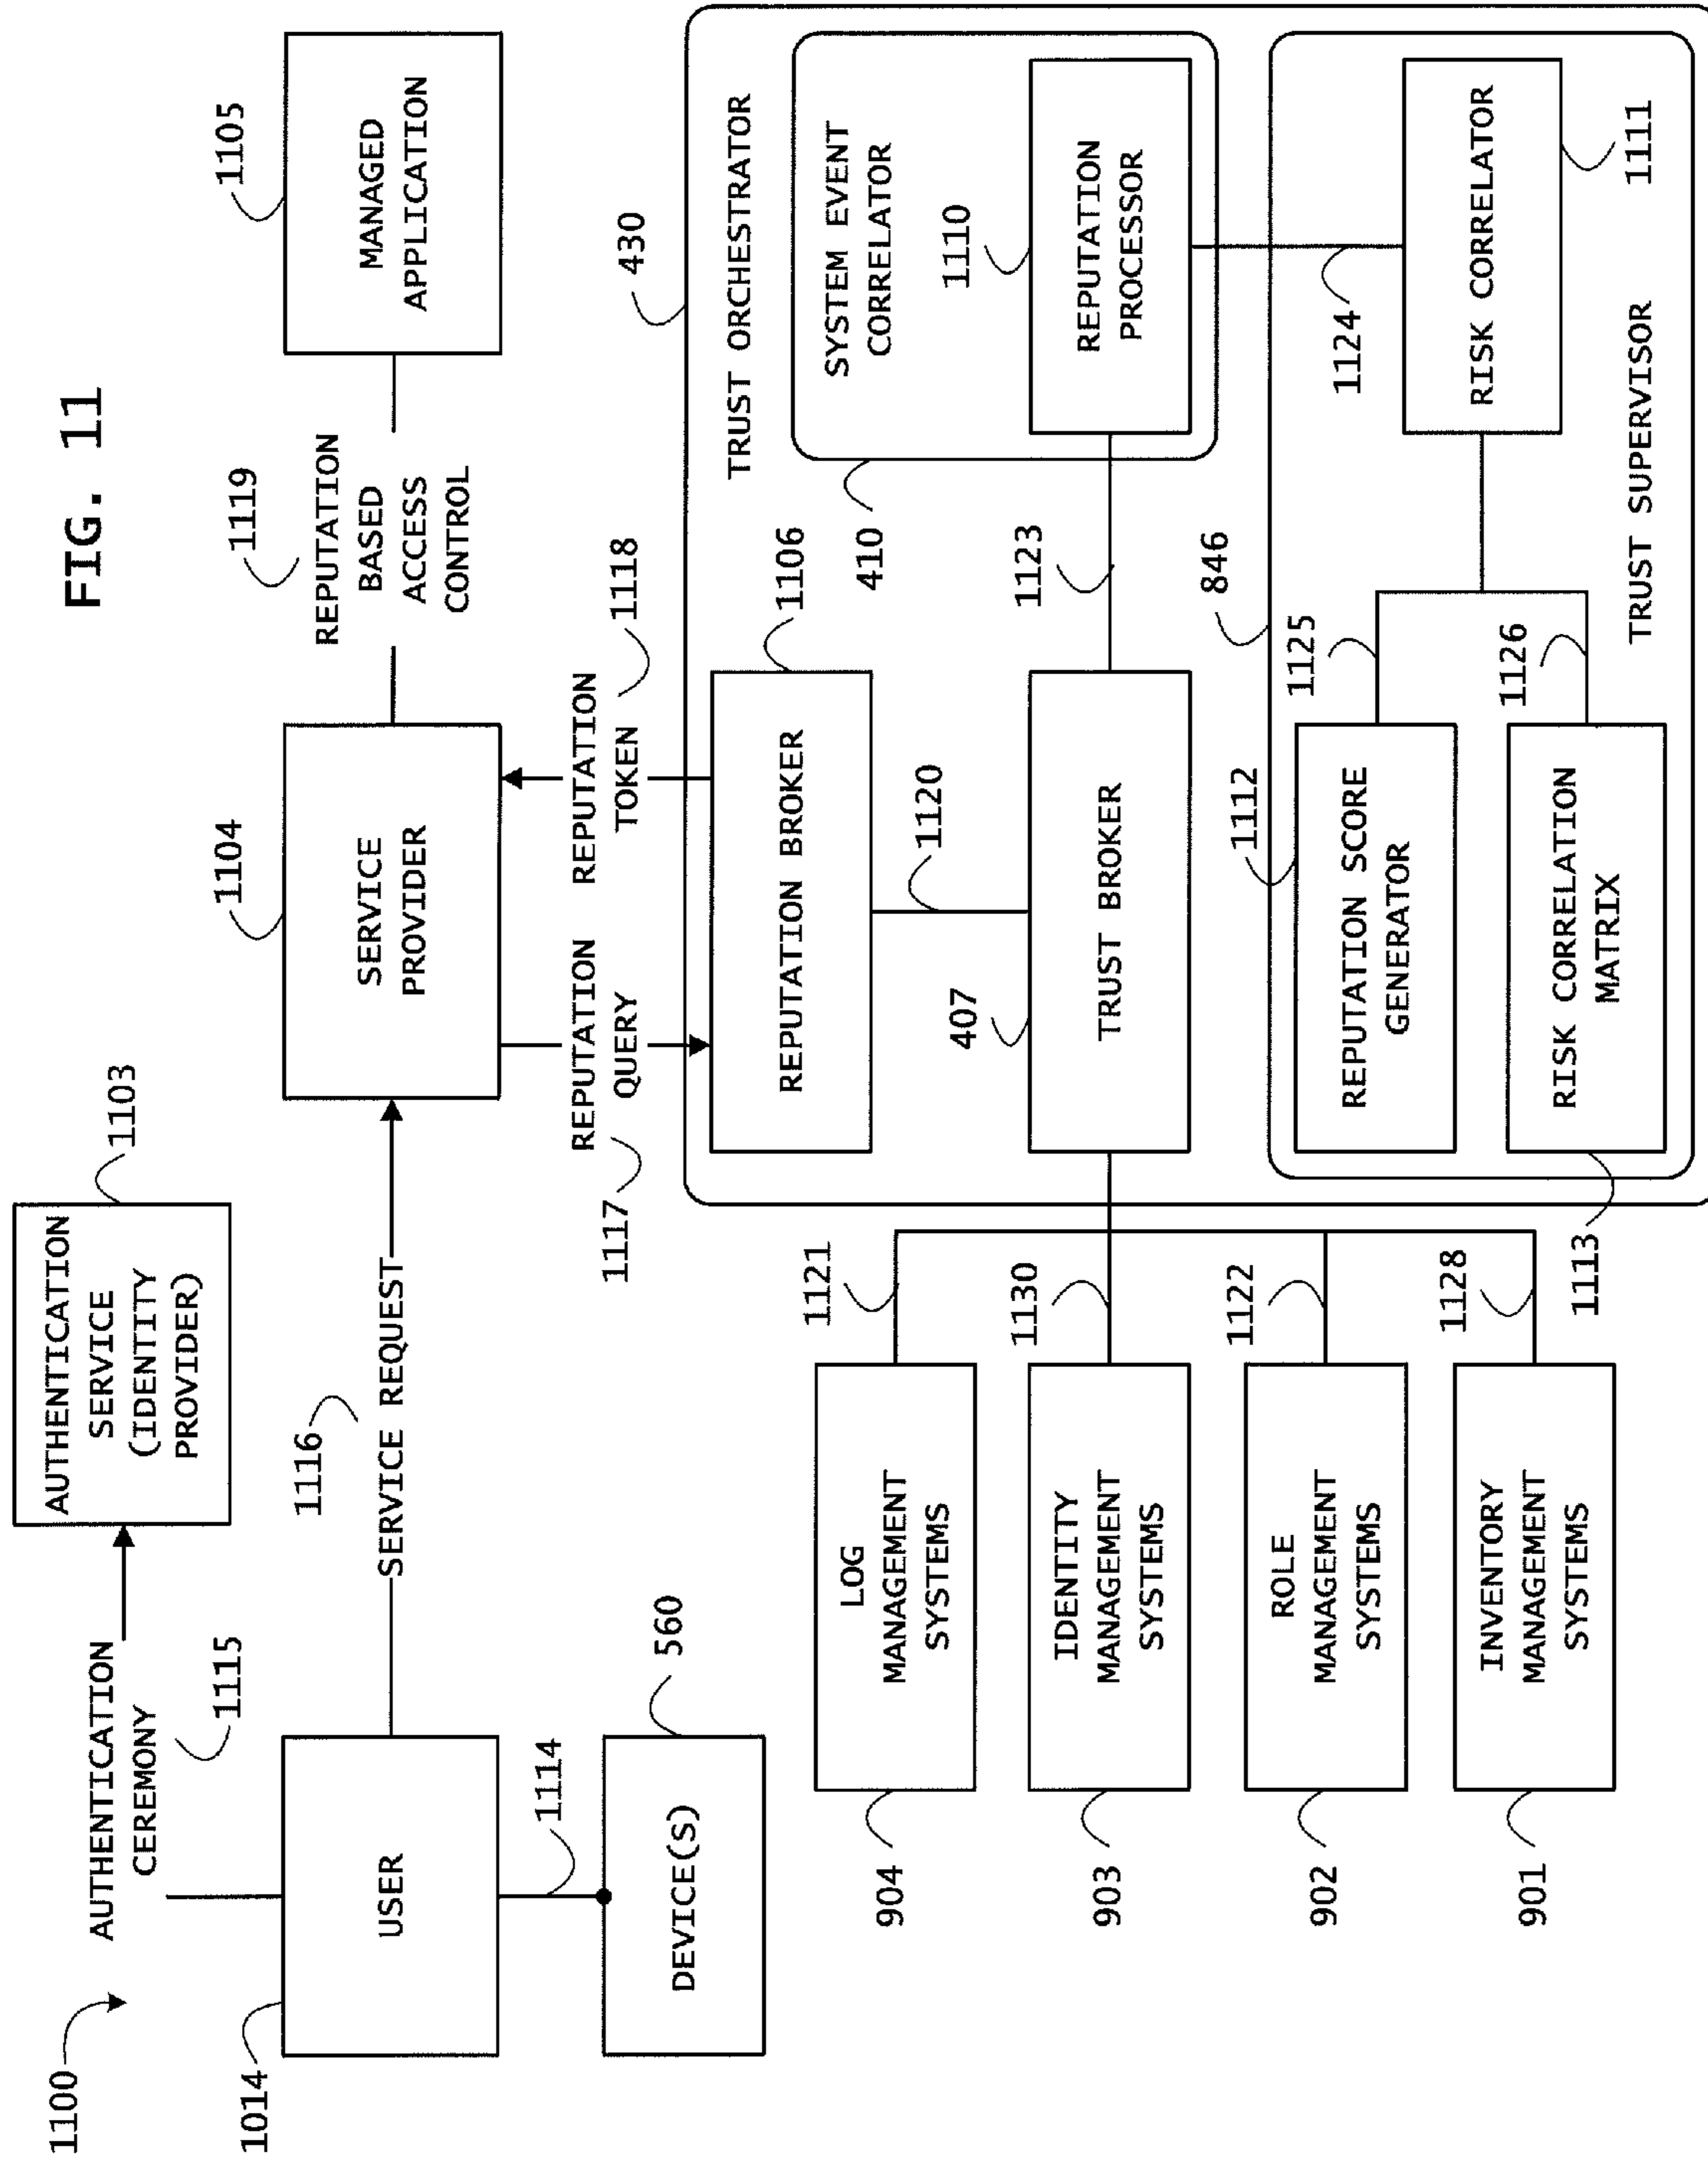 FIG. 11
1100
AUTHENTICATION
CEREMONY
1115
AUTHENTICATION
SERVICE
(IDENTITY
PROVIDER)
1103
1014
USER
1114
DEVICE(S)
560
1116
SERVICE REQUEST
1104
SERVICE
PROVIDER
1119
REPUTATION
BASED
ACCESS
CONTROL
1105
MANAGED
APPLICATION
1117
REPUTATION
QUERY
REPUTATION
TOKEN
1118
430
TRUST ORCHESTRATOR
REPUTATION BROKER
1106
1120
407
TRUST BROKER
1123
410
SYSTEM EVENT
CORRELATOR
1110
REPUTATION
PROCESSOR
1124
904
LOG
MANAGEMENT
SYSTEMS
1121
903
IDENTITY
MANAGEMENT
SYSTEMS
1130
902
ROLE
MANAGEMENT
SYSTEMS
1122
901
INVENTORY
MANAGEMENT
SYSTEMS
1128
846
1112
REPUTATION SCORE
GENERATOR
1125
1113
RISK CORRELATION
MATRIX
1126
RISK CORRELATOR
1111
TRUST SUPERVISOR